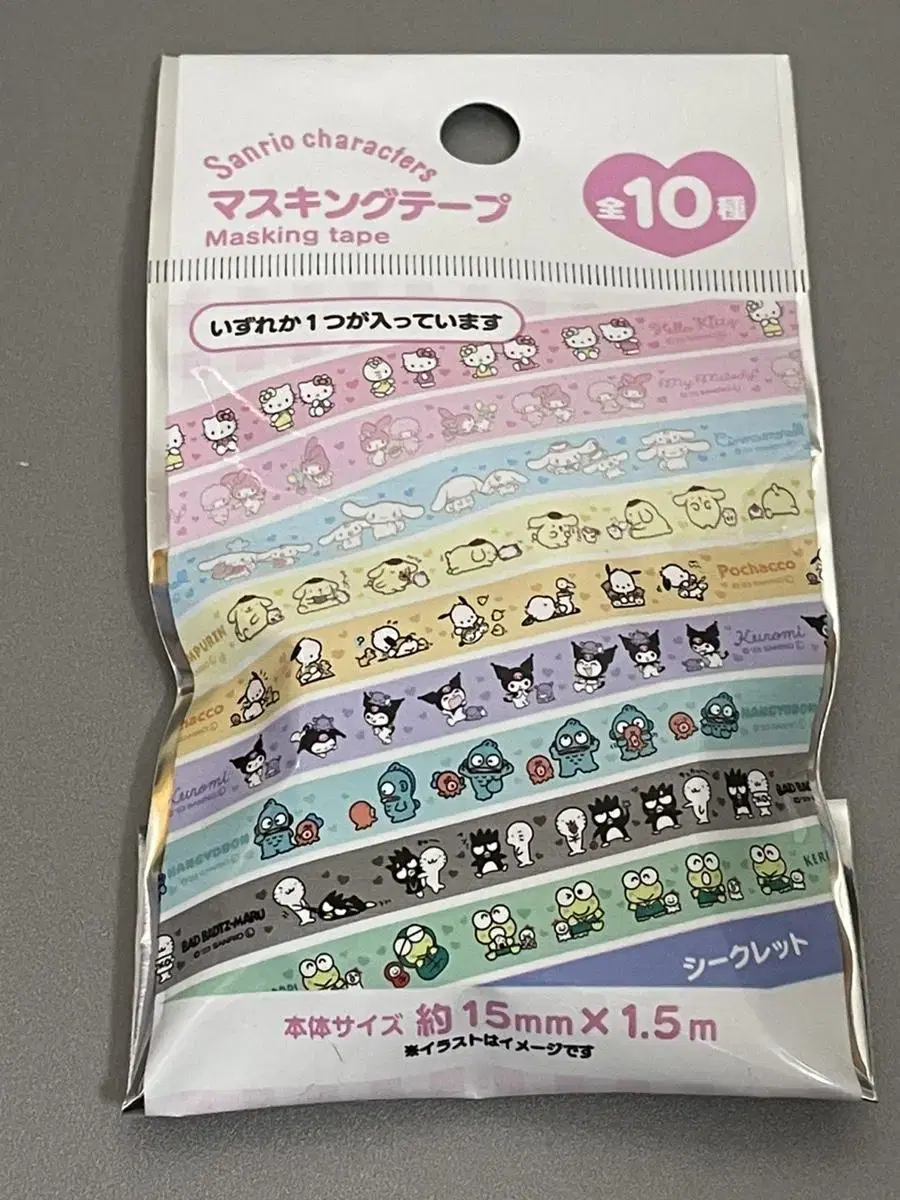 Sanrio characters
マスキングテープ
Masking tape
全10種
いずれか1つが入っています
Hello Kitty
My Melody
Cinnamoroll
Pochacco
Kuromi
Kuromi
HANGYODON
HANGYODON
BAD BADTZ-MARU
シークレット
本体サイズ 約15mm×1.5m
※イラストはイメージです